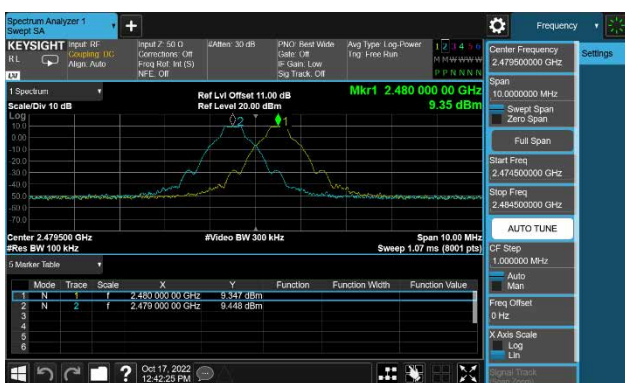 Spectrum Analyzer 1
Swept SA
+
Frequency
KEYSIGHT
RL
Input: RF
Coupling: DC
Align: Auto
Input Z: 50 Ω
Corrections: Off
Freq Ref: Int (S)
NFE: Off
#Atten: 30 dB
PNO: Best Wide
Gate: Off
IF Gain: Low
Sig Track: Off
Avg Type: Log-Power
Trig: Free Run
1 2 3 4 5 6
M M W W W W
P P N N N N
Center Frequency
2.479500000 GHz
Settings
Span
10.0000000 MHz
Swept Span
Zero Span
Full Span
Start Freq
2.474500000 GHz
Stop Freq
2.484500000 GHz
AUTO TUNE
CF Step
1.000000 MHz
Auto
Man
Freq Offset
0 Hz
X Axis Scale
Log
Lin
Signal Track
1 Spectrum
Scale/Div 10 dB
Ref Lvl Offset 11.00 dB
Ref Level 20.00 dBm
Mkr1 2.480 000 00 GHz
9.35 dBm
Log
10.0
0.00
-10.0
-20.0
-30.0
-40.0
-50.0
-60.0
-70.0
2
1
Center 2.479500 GHz
#Res BW 100 kHz
#Video BW 300 kHz
Span 10.00 MHz
Sweep 1.07 ms (8001 pts)
5 Marker Table
Mode Trace Scale X Y Function Function Width Function Value
1 N 1 f 2.480 000 00 GHz 9.347 dBm
2 N 2 f 2.479 000 00 GHz 9.448 dBm
3
4
5
6
?
Oct 17, 2022
12:42:25 PM